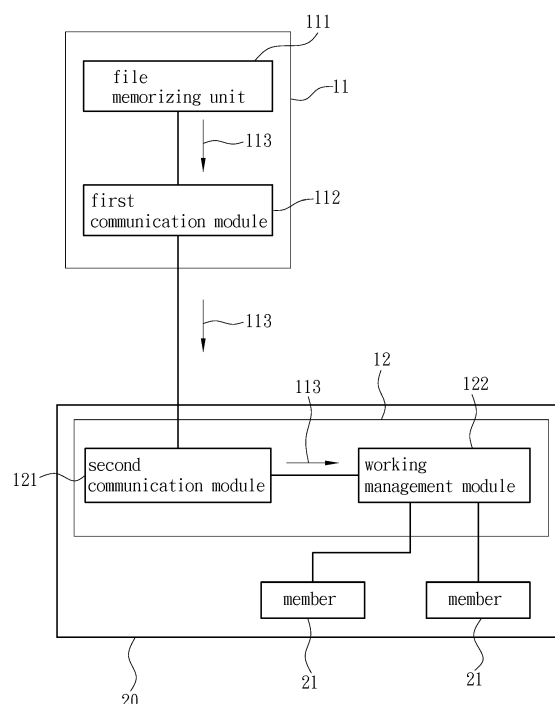 111
file
memorizing unit
11
113
first
communication module
112
113
12
113
122
second
communication module
working
management module
121
member
member
21
21
20